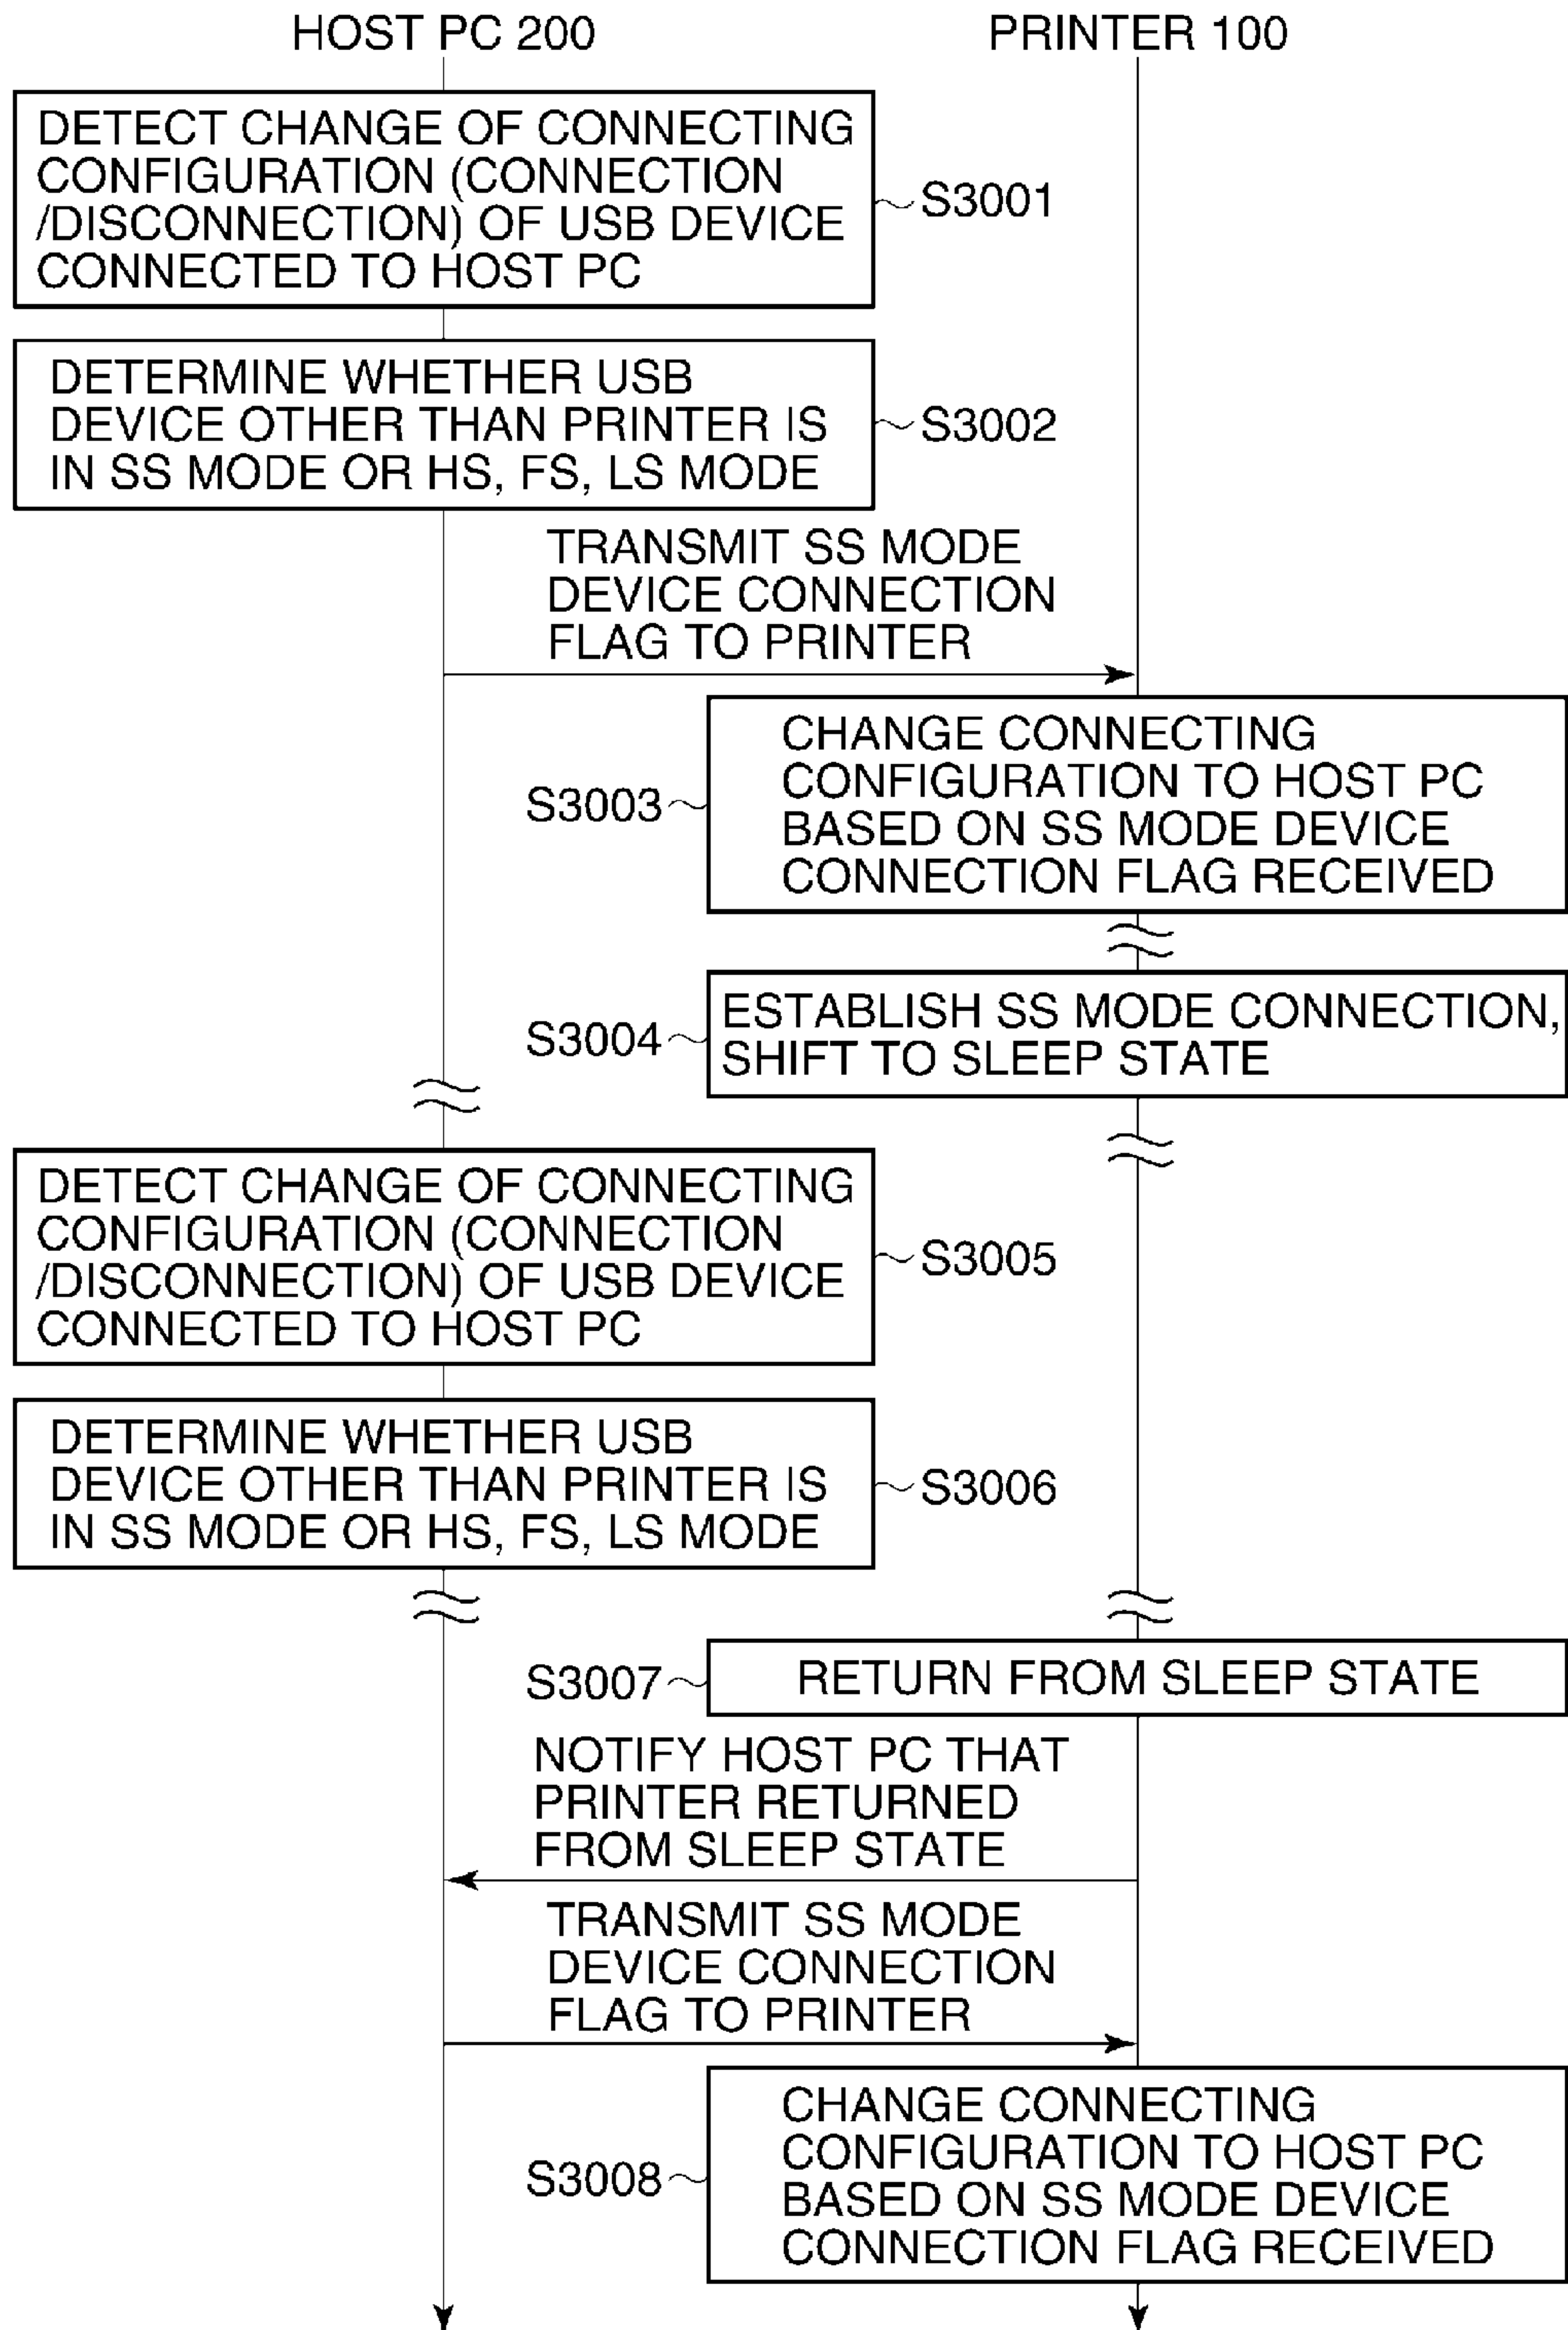 HOST PC 200
PRINTER 100
DETECT CHANGE OF CONNECTING
CONFIGURATION (CONNECTION
/DISCONNECTION) OF USB DEVICE
CONNECTED TO HOST PC
S3001
DETERMINE WHETHER USB
DEVICE OTHER THAN PRINTER IS
IN SS MODE OR HS, FS, LS MODE
S3002
TRANSMIT SS MODE
DEVICE CONNECTION
FLAG TO PRINTER
CHANGE CONNECTING
CONFIGURATION TO HOST PC
BASED ON SS MODE DEVICE
CONNECTION FLAG RECEIVED
S3003
ESTABLISH SS MODE CONNECTION,
SHIFT TO SLEEP STATE
S3004
DETECT CHANGE OF CONNECTING
CONFIGURATION (CONNECTION
/DISCONNECTION) OF USB DEVICE
CONNECTED TO HOST PC
S3005
DETERMINE WHETHER USB
DEVICE OTHER THAN PRINTER IS
IN SS MODE OR HS, FS, LS MODE
S3006
S3007
RETURN FROM SLEEP STATE
NOTIFY HOST PC THAT
PRINTER RETURNED
FROM SLEEP STATE
TRANSMIT SS MODE
DEVICE CONNECTION
FLAG TO PRINTER
CHANGE CONNECTING
CONFIGURATION TO HOST PC
BASED ON SS MODE DEVICE
CONNECTION FLAG RECEIVED
S3008